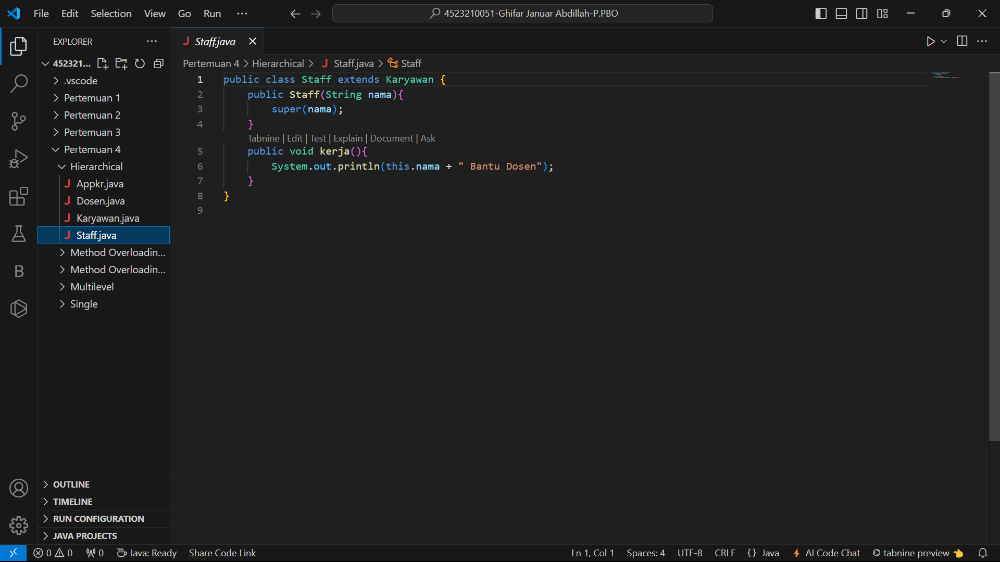 File Edit Selection View Go Run ···
4523210051-Ghifar Januar Abdillah-P.PBO
EXPLORER
452321...
.vscode
Pertemuan 1
Pertemuan 2
Pertemuan 3
Pertemuan 4
Hierarchical
Appkr.java
Dosen.java
Karyawan.java
Staff.java
Method Overloadin...
Method Overloadin...
Multilevel
Single
B
OUTLINE
TIMELINE
RUN CONFIGURATION
JAVA PROJECTS
J Staff.java
Pertemuan 4 > Hierarchical > J Staff.java > Staff
1 public class Staff extends Karyawan {
2     public Staff(String nama){
3         super(nama);
4     }
Tabnine | Edit | Test | Explain | Document | Ask
5     public void kerja(){
6         System.out.println(this.nama + " Bantu Dosen");
7     }
8 }
9
0 0 0 Java: Ready Share Code Link
Ln 1, Col 1 Spaces: 4 UTF-8 CRLF {} Java AI Code Chat tabnine preview 👈